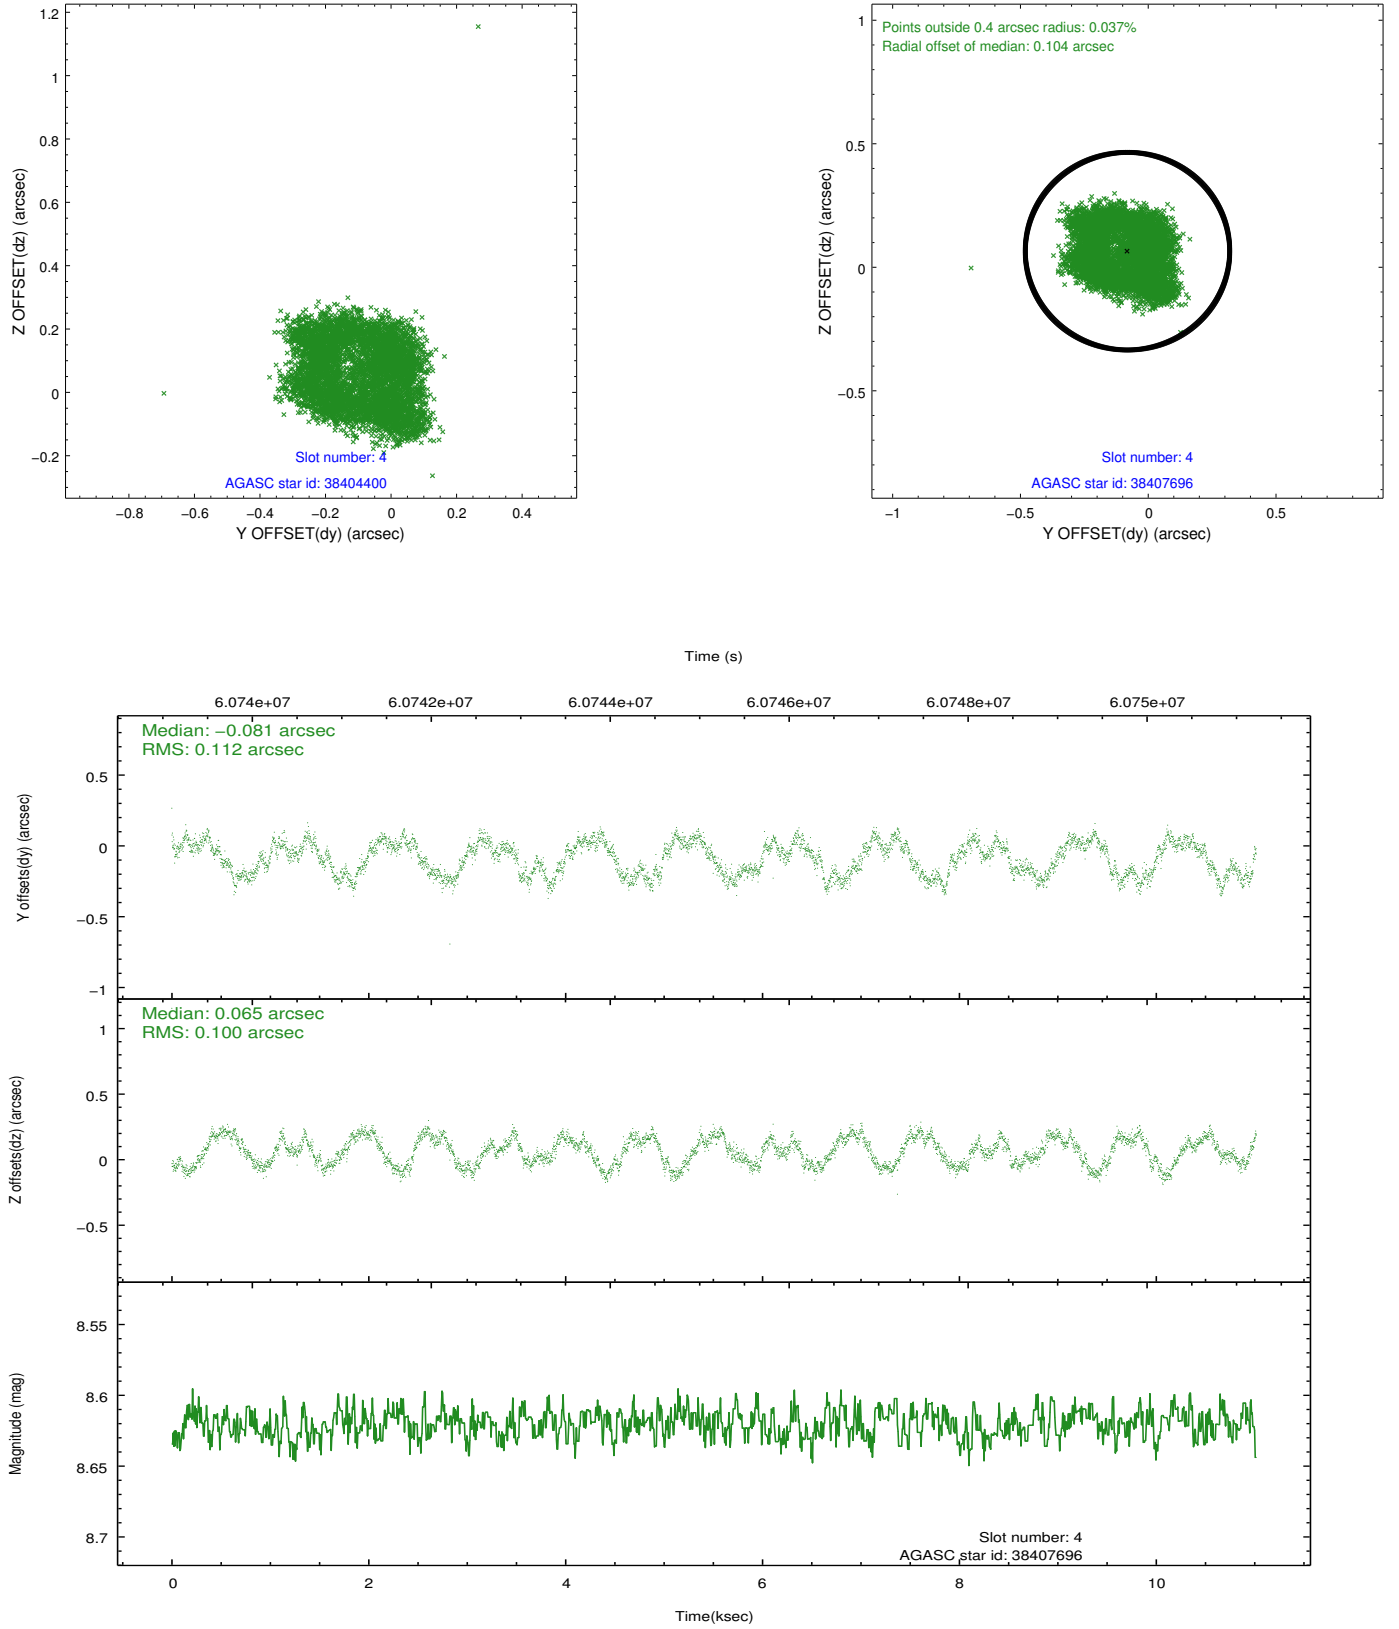 1.2
1
0.8
0.6
0.4
0.2
0
−0.2
Z OFFSET(dz) (arcsec)
Slot number: 4
AGASC star id: 38404400
−0.8
−0.6
−0.4
−0.2
0
0.2
0.4
Y OFFSET(dy) (arcsec)
Points outside 0.4 arcsec radius: 0.037%
Radial offset of median: 0.104 arcsec
1
0.5
0
−0.5
Z OFFSET(dz) (arcsec)
Slot number: 4
AGASC star id: 38407696
−1
−0.5
0
0.5
Y OFFSET(dy) (arcsec)
Time (s)
6.074e+07
6.0742e+07
6.0744e+07
6.0746e+07
6.0748e+07
6.075e+07
Median: −0.081 arcsec
RMS: 0.112 arcsec
0.5
0
−0.5
−1
Y offsets(dy) (arcsec)
Median: 0.065 arcsec
RMS: 0.100 arcsec
1
0.5
0
−0.5
Z offsets(dz) (arcsec)
8.55
8.6
8.65
8.7
Magnitude (mag)
Slot number: 4
AGASC star id: 38407696
0
2
4
6
8
10
Time(ksec)